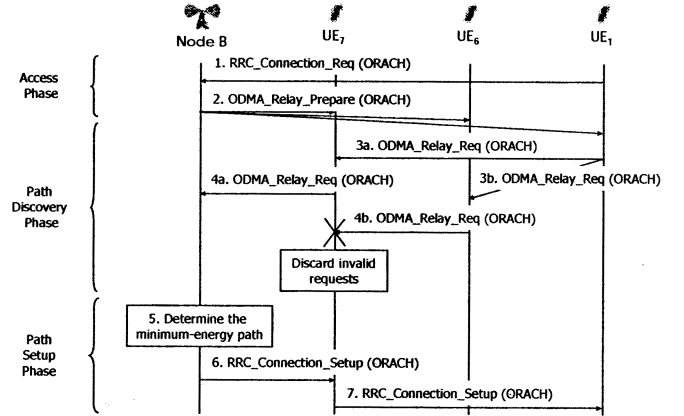 Node B
UE7
UE6
UE1
Access
Phase
1. RRC_Connection_Req (ORACH)
2. ODMA_Relay_Prepare (ORACH)
3a. ODMA_Relay_Req (ORACH)
Path
Discovery
Phase
4a. ODMA_Relay_Req (ORACH)
3b. ODMA_Relay_Req (ORACH)
4b. ODMA_Relay_Req (ORACH)
Discard invalid
requests
Path
Setup
Phase
5. Determine the
minimum-energy path
6. RRC_Connection_Setup (ORACH)
7. RRC_Connection_Setup (ORACH)